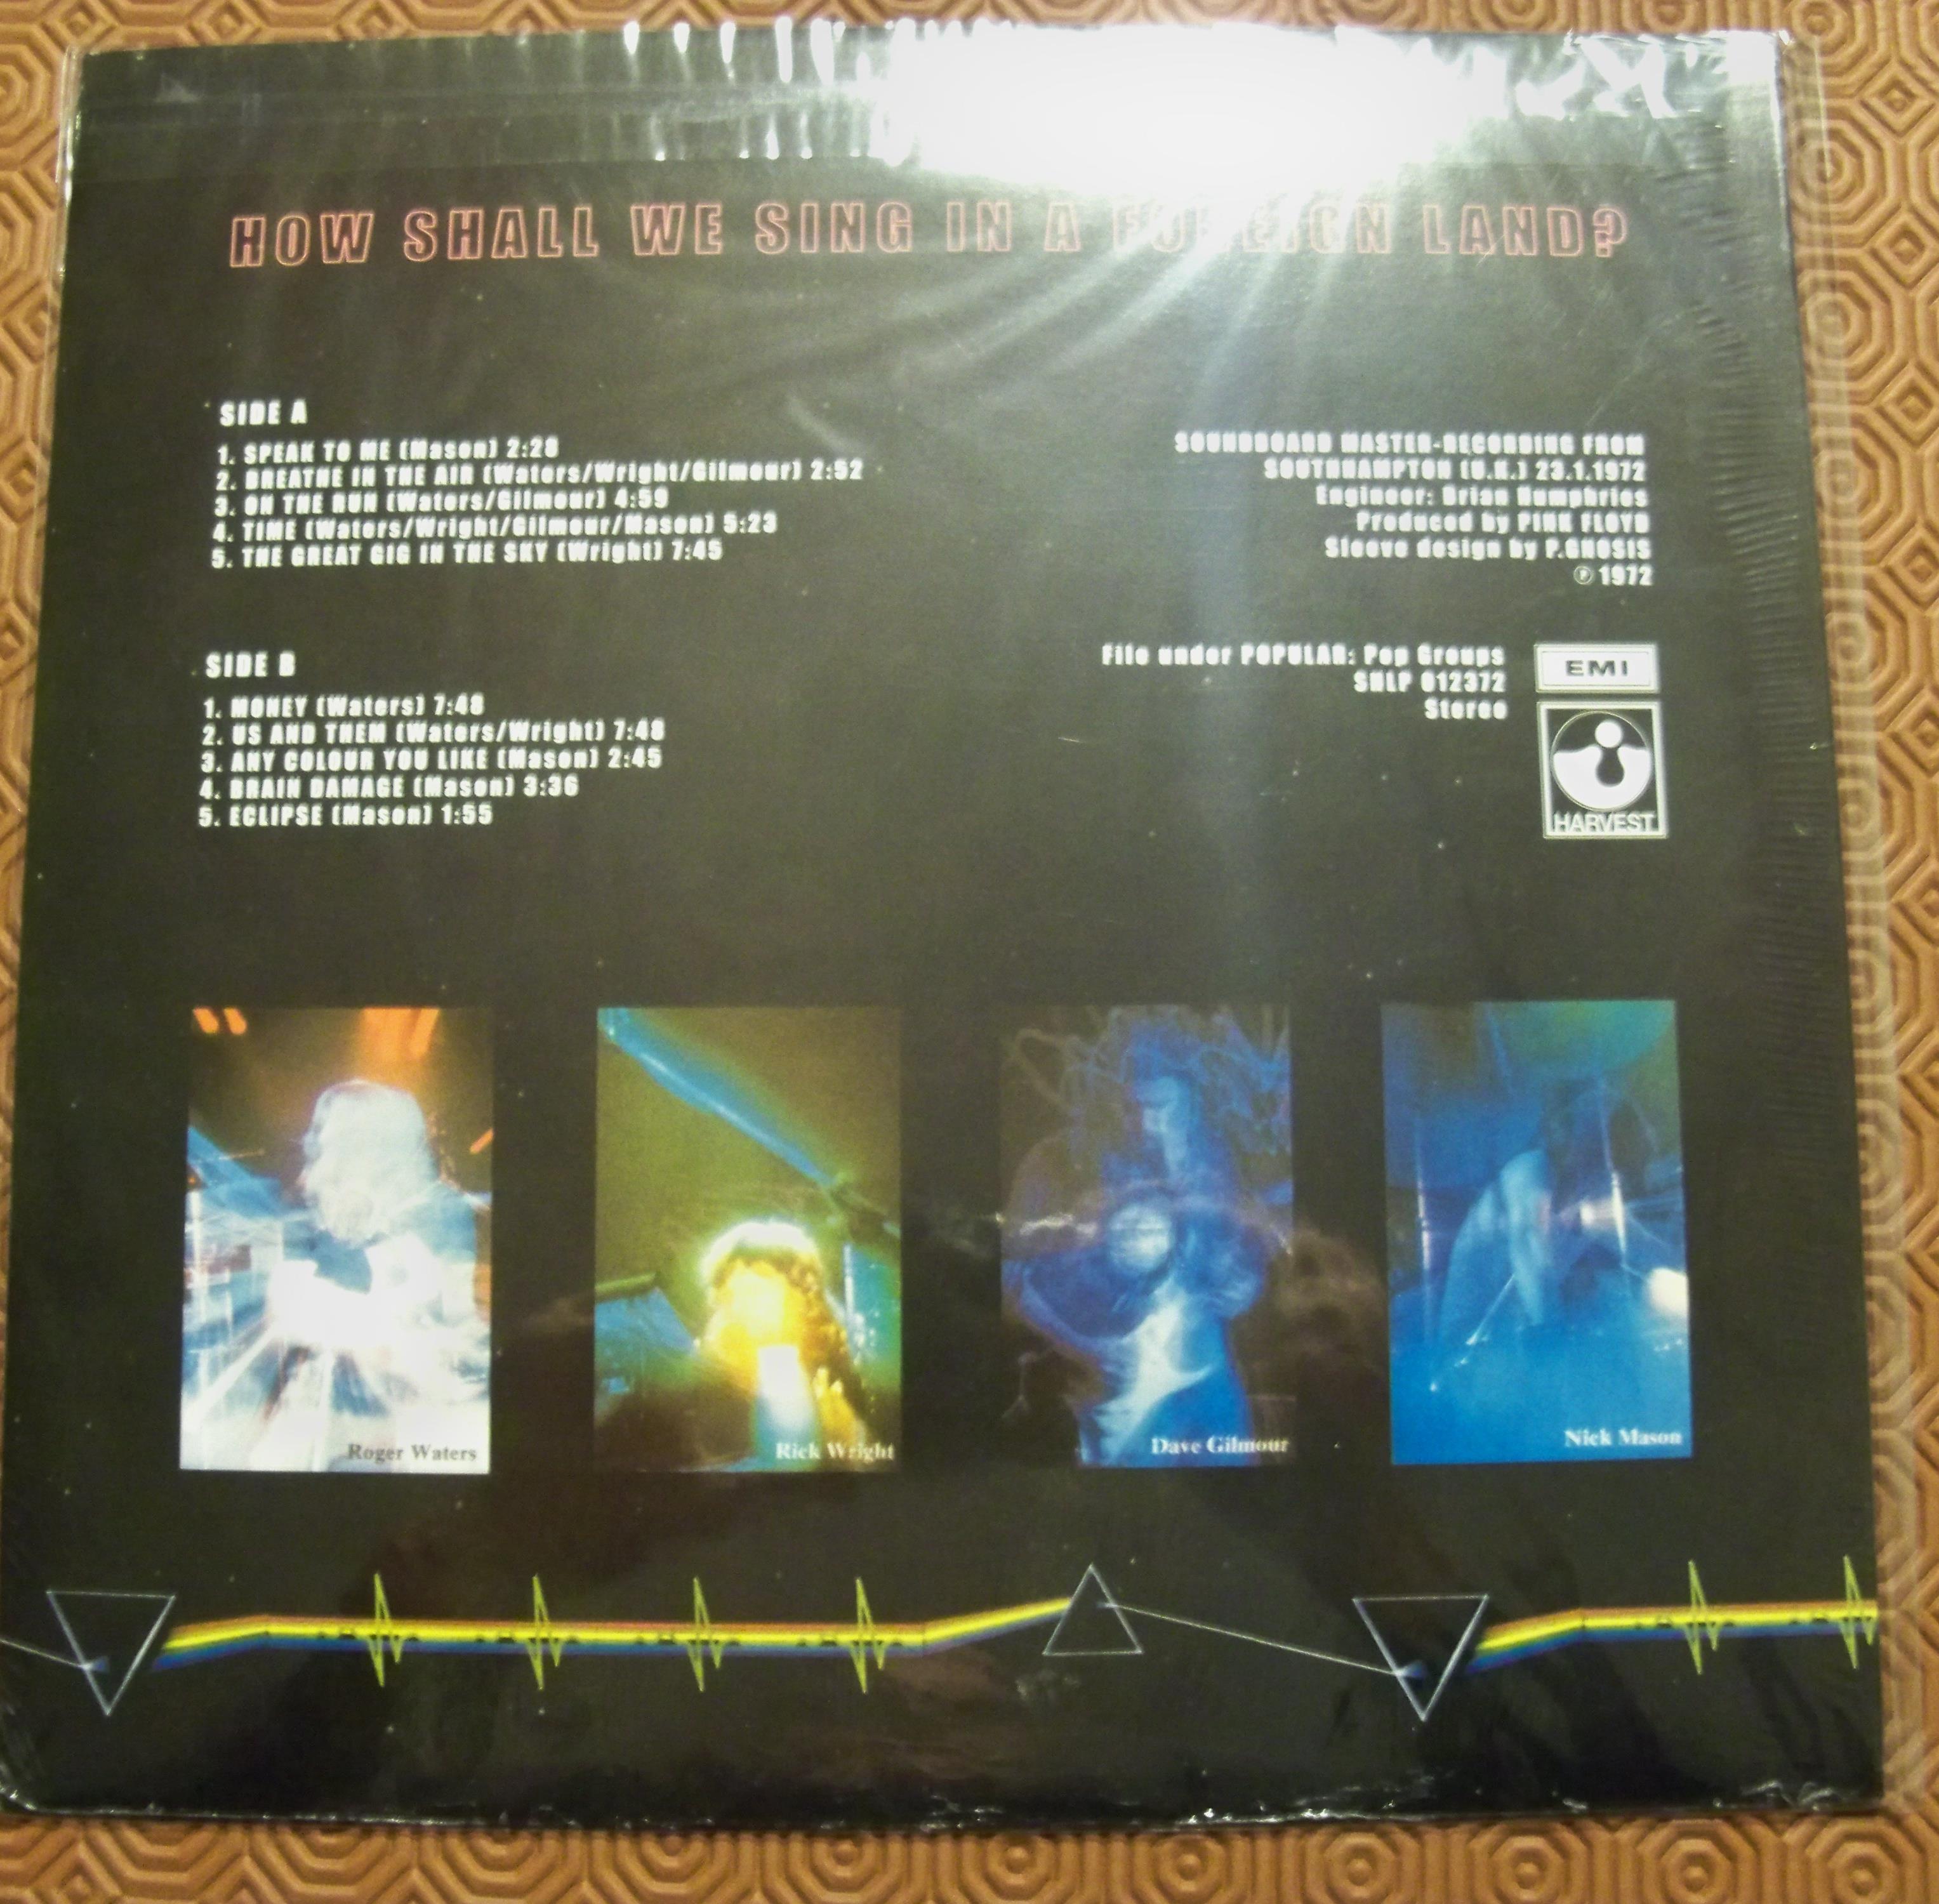 HOW SHALL WE SING IN A FOREIGN LAND?
SIDE A
1. SPEAK TO ME (Mason) 2:28
2. BREATHE IN THE AIR (Waters/Wright/Gilmour) 2:52
3. ON THE RUN (Waters/Gilmour) 4:59
4. TIME (Waters/Wright/Gilmour/Mason) 5:23
5. THE GREAT GIG IN THE SKY (Wright) 7:45
SIDE B
1. MONEY (Waters) 7:48
2. US AND THEM (Waters/Wright) 7:48
3. ANY COLOUR YOU LIKE (Mason) 2:45
4. BRAIN DAMAGE (Mason) 3:36
5. ECLIPSE (Mason) 1:55
SOUNDBOARD MASTER-RECORDING FROM
SOUTNHAMPTON (U.K.) 23.1.1972
Engineer: Brian Humphries
Produced by PINK FLOYD
Sleeve design by P.GNOSIS
℗ 1972
File under POPULAR: Pop Groups
SHLP 012372
Stereo
EMI
HARVEST
Roger Waters
Rick Wright
Dave Gilmour
Nick Mason